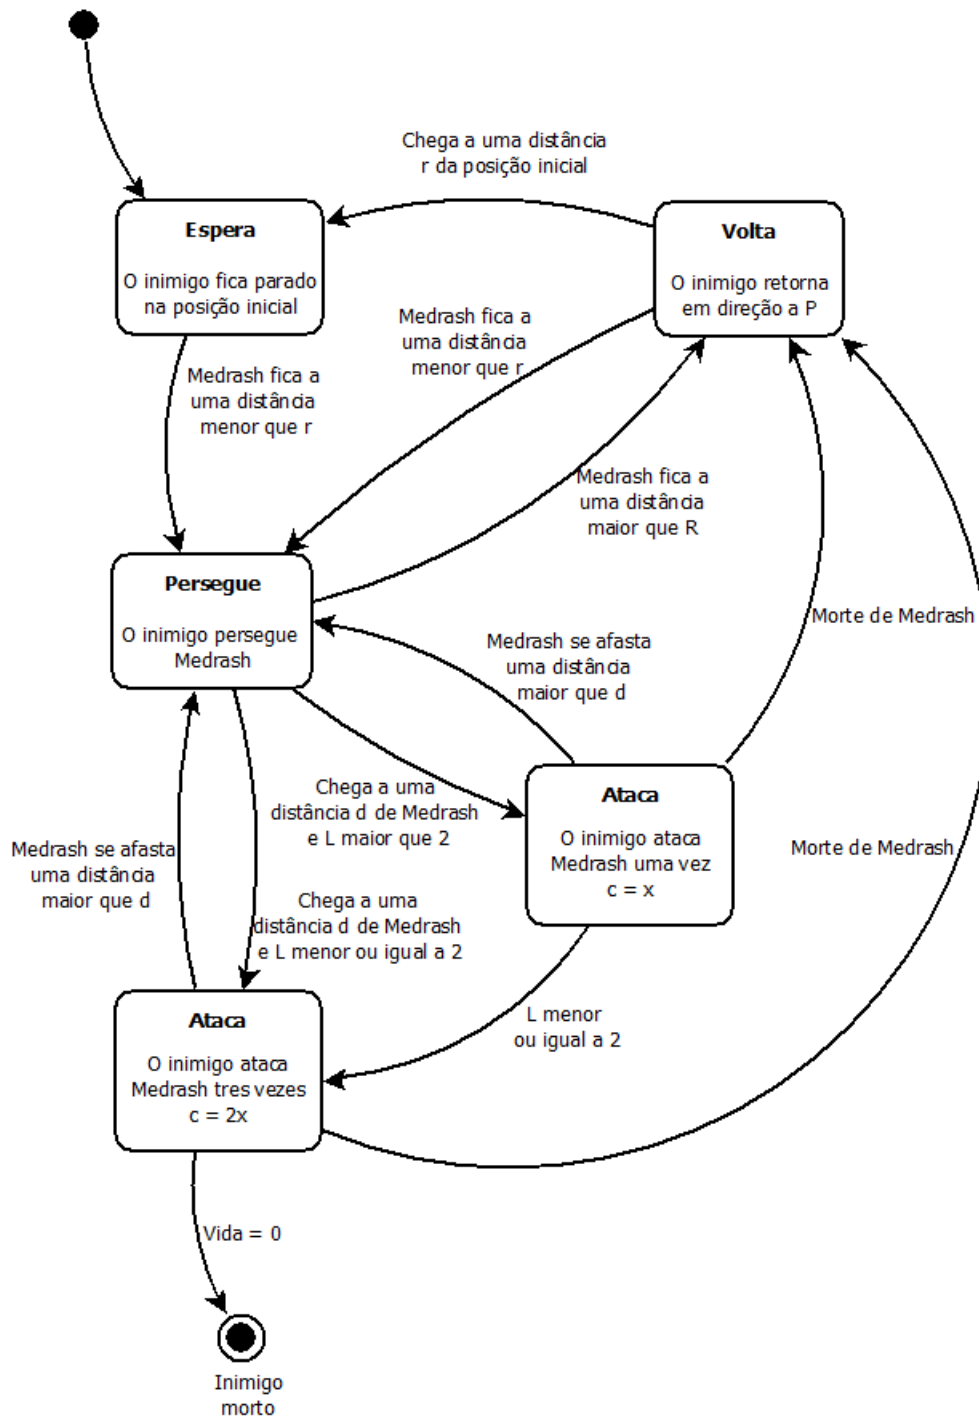 Chega a uma distância
r da posição inicial
Espera
O inimigo fica parado
na posição inicial
Volta
O inimigo retorna
em direção a P
Medrash fica a
uma distância
menor que r
Medrash fica a
uma distância
menor que r
Medrash fica a
uma distância
maior que R
Persegue
O inimigo persegue
Medrash
Morte de Medrash
Medrash se afasta
uma distância
maior que d
Chega a uma
distância d de Medrash
e L maior que 2
Ataca
O inimigo ataca
Medrash uma vez
c = x
Morte de Medrash
Medrash se afasta
uma distância
maior que d
Chega a uma
distância d de Medrash
e L menor ou igual a 2
L menor
ou igual a 2
Ataca
O inimigo ataca
Medrash tres vezes
c = 2x
Vida = 0
Inimigo
morto